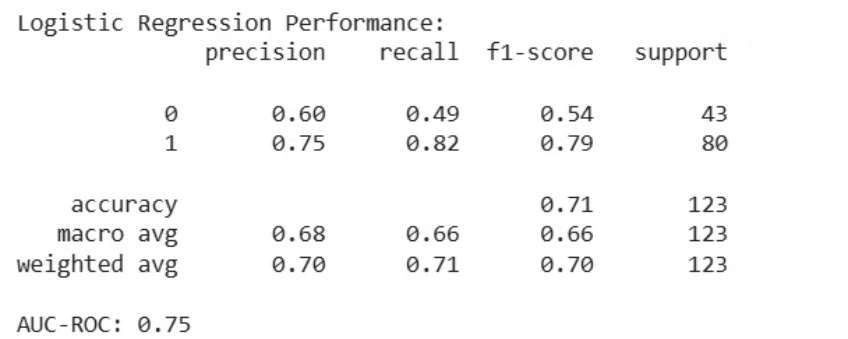 Logistic Regression Performance:
precision recall f1-score support
0 0.60 0.49 0.54 43
1 0.75 0.82 0.79 80
accuracy 0.71 123
macro avg 0.68 0.66 0.66 123
weighted avg 0.70 0.71 0.70 123
AUC-ROC: 0.75